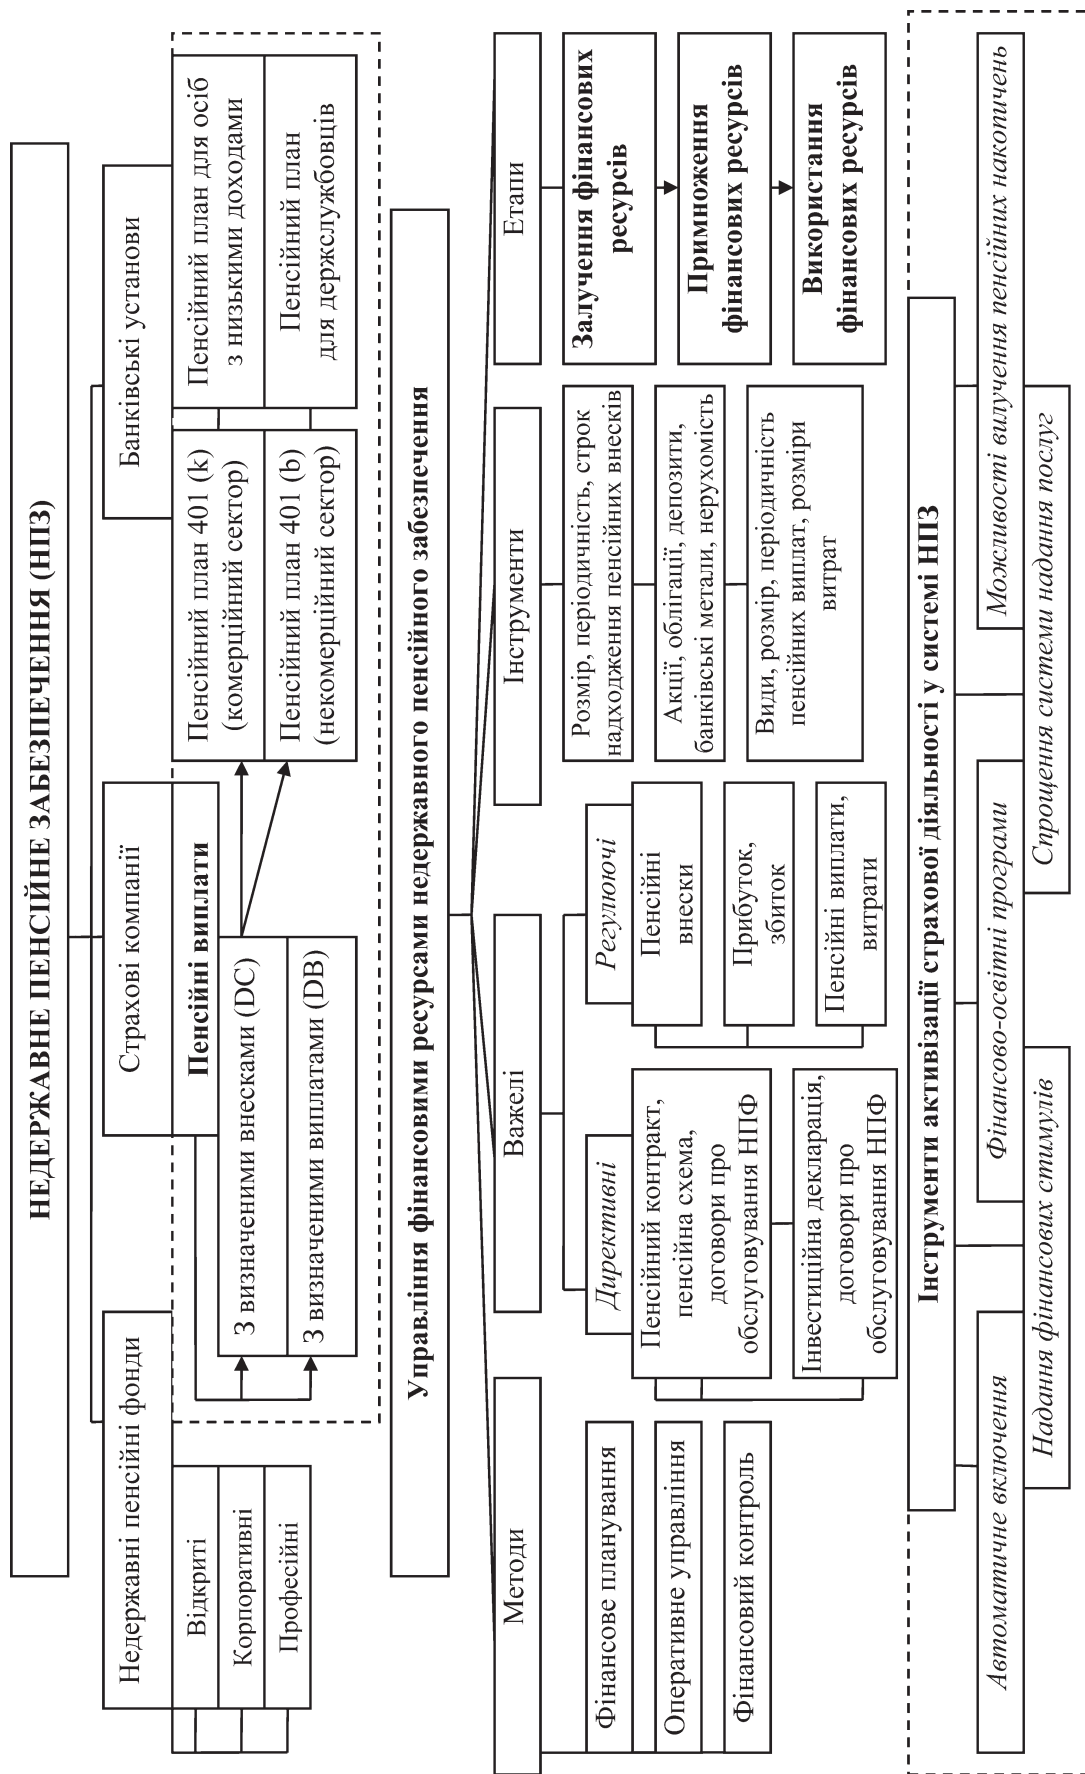 НЕДЕРЖАВНЕ ПЕНСІЙНЕ ЗАБЕЗПЕЧЕННЯ (НПЗ)
Недержавні пенсійні фонди
Відкриті
Корпоративні
Професійні
Страхові компанії
Пенсійні виплати
З визначеними внесками (DC)
З визначеними виплатами (DB)
Банківські установи
Пенсійний план 401 (k)
(комерційний сектор)
Пенсійний план 401 (b)
(некомерційний сектор)
Пенсійний план для осіб
з низькими доходами
Пенсійний план
для держслужбовців
Управління фінансовими ресурсами недержавного пенсійного забезпечення
Методи
Фінансове планування
Оперативне управління
Фінансовий контроль
Важелі
Директивні
Пенсійний контракт,
пенсійна схема,
договори про
обслуговування НПФ
Інвестиційна декларація,
договори про
обслуговування НПФ
Регулюючі
Пенсійні
внески
Прибуток,
збиток
Пенсійні виплати,
витрати
Інструменти
Розмір, періодичність, строк
надходження пенсійних внесків
Акції, облігації, депозити,
банківські метали, нерухомість
Види, розмір, періодичність
пенсійних виплат, розміри
витрат
Етапи
Залучення фінансових
ресурсів
Примноження
фінансових ресурсів
Використання
фінансових ресурсів
Інструменти активізації страхової діяльності у системі НПЗ
Автоматичне включення
Фінансово-освітні програми
Можливості вилучення пенсійних накопичень
Надання фінансових стимулів
Спрощення системи надання послуг